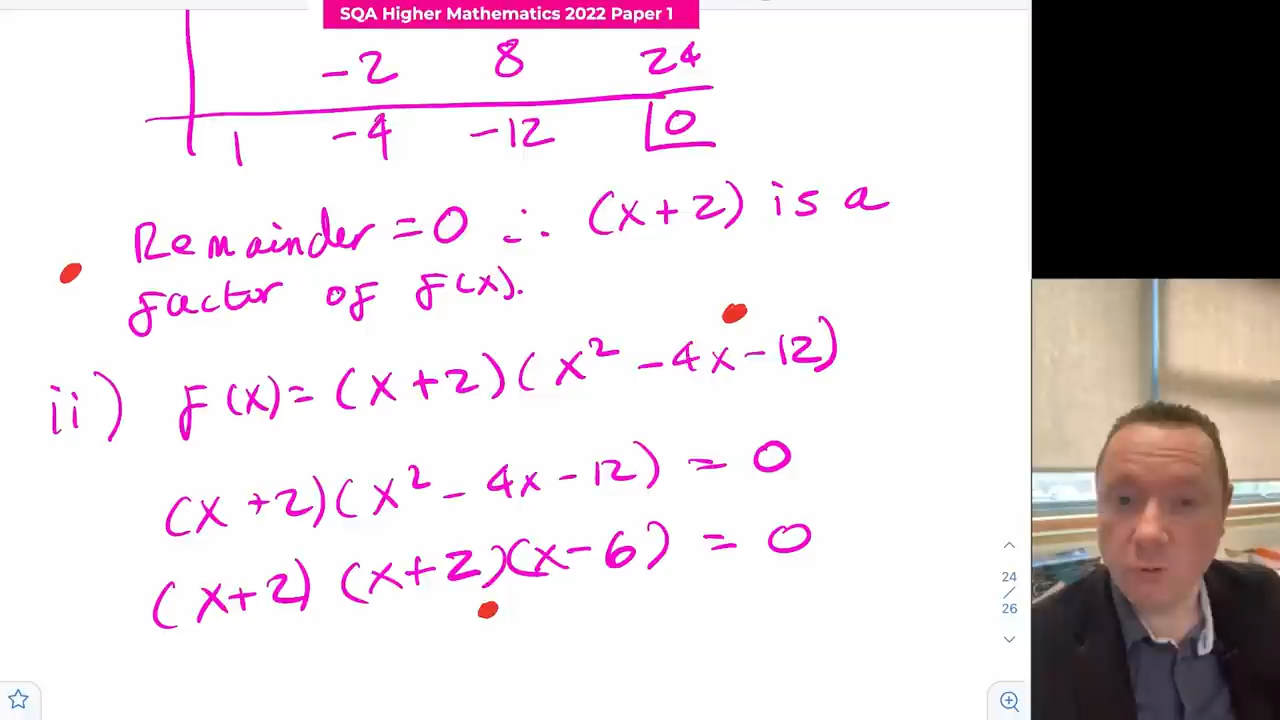 SQA Higher Mathematics 2022 Paper 1
-2 8 24
1 -4 -12 0
Remainder = 0 ∴ (x+2) is a
factor of f(x).
ii) f(x) = (x+2)(x² -4x-12)
(x+2)(x² - 4x -12) = 0
(x+2) (x+2)(x-6) = 0
24
/
26